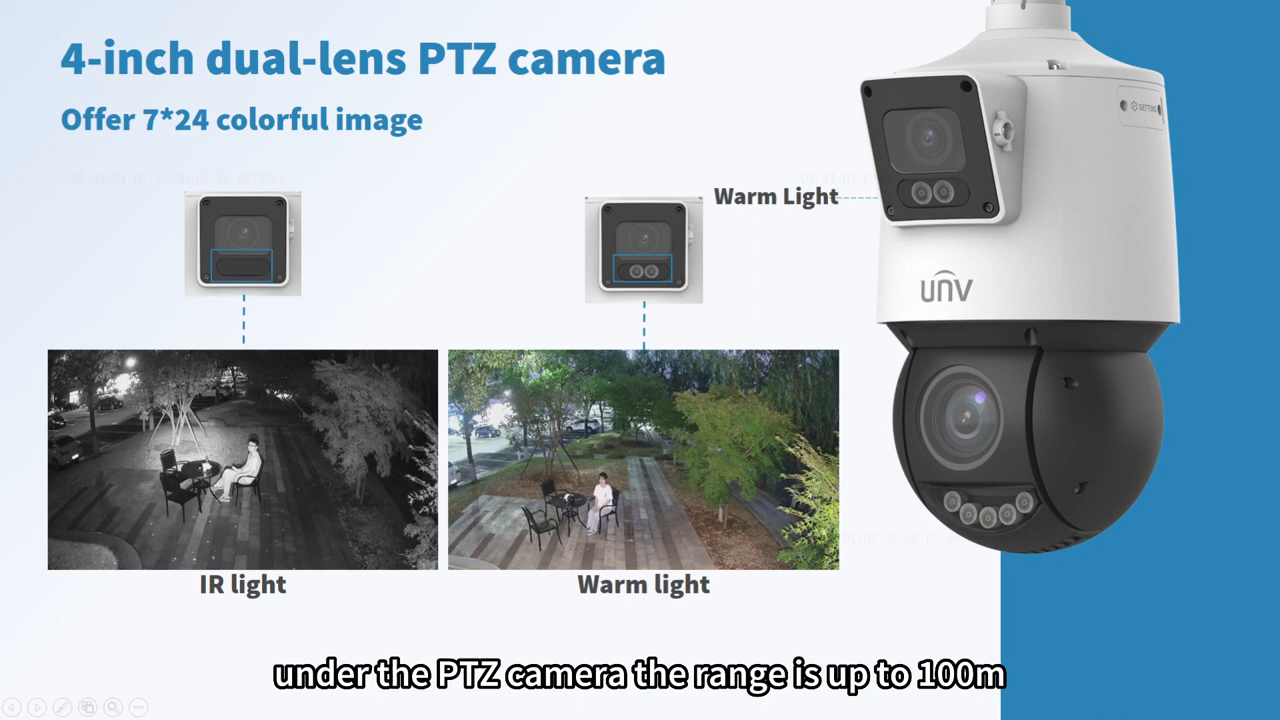 4-inch dual-lens PTZ camera
Offer 7*24 colorful image
Warm Light
unv
IR light
Warm light
under the PTZ camera the range is up to 100m